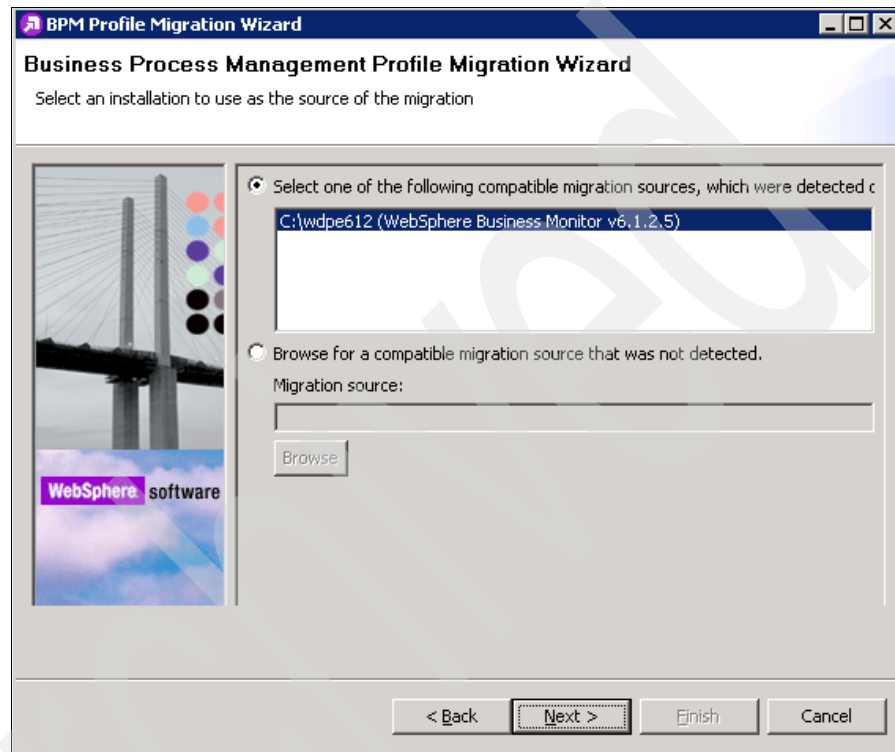 BPM Profile Migration Wizard
Business Process Management Profile Migration Wizard
Select an installation to use as the source of the migration
Select one of the following compatible migration sources, which were detected c
C:\wdpe612 (WebSphere Business Monitor v6.1.2.5)
Browse for a compatible migration source that was not detected.
Migration source:
Browse
WebSphere software
< Back
Next >
Finish
Cancel